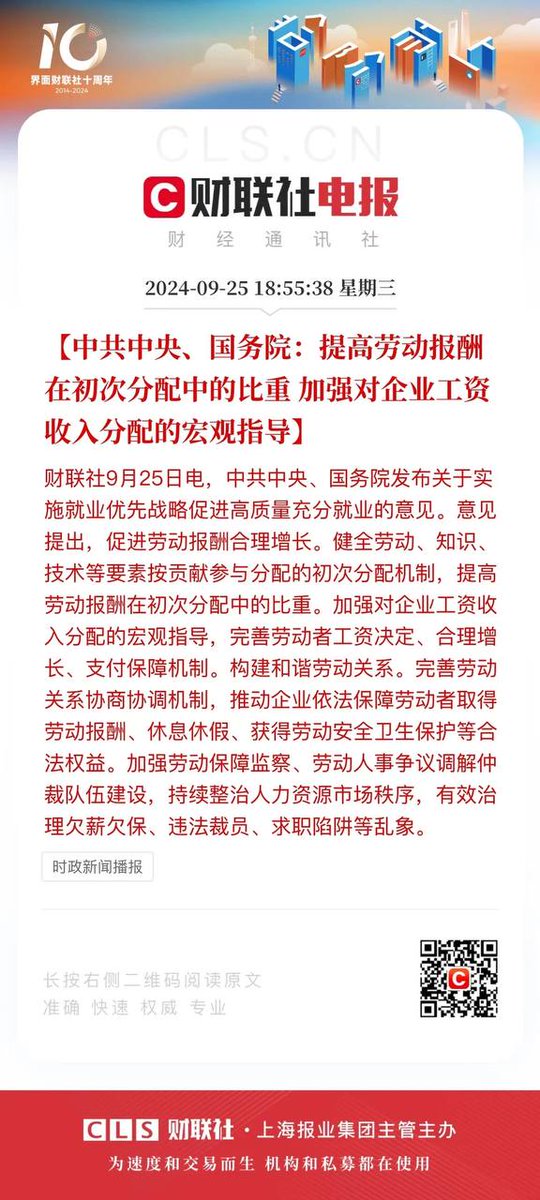 10
界面财联社十周年
2014-2024
CLS.CN
C 财联社电报
财经通讯社
2024-09-25 18:55:38 星期三
【中共中央、国务院：提高劳动报酬
在初次分配中的比重 加强对企业工资
收入分配的宏观指导】
财联社9月25日电，中共中央、国务院发布关于实
施就业优先战略促进高质量充分就业的意见。意见
提出，促进劳动报酬合理增长。健全劳动、知识、
技术等要素按贡献参与分配的初次分配机制，提高
劳动报酬在初次分配中的比重。加强对企业工资收
入分配的宏观指导，完善劳动者工资决定、合理增
长、支付保障机制。构建和谐劳动关系。完善劳动
关系协商协调机制，推动企业依法保障劳动者取得
劳动报酬、休息休假、获得劳动安全卫生保护等合
法权益。加强劳动保障监察、劳动人事争议调解仲
裁队伍建设，持续整治人力资源市场秩序，有效治
理欠薪欠保、违法裁员、求职陷阱等乱象。
时政新闻播报
长按右侧二维码阅读原文
准确 快速 权威 专业
C
CLS 财联社·上海报业集团主管主办
为速度和交易而生 机构和私募都在使用